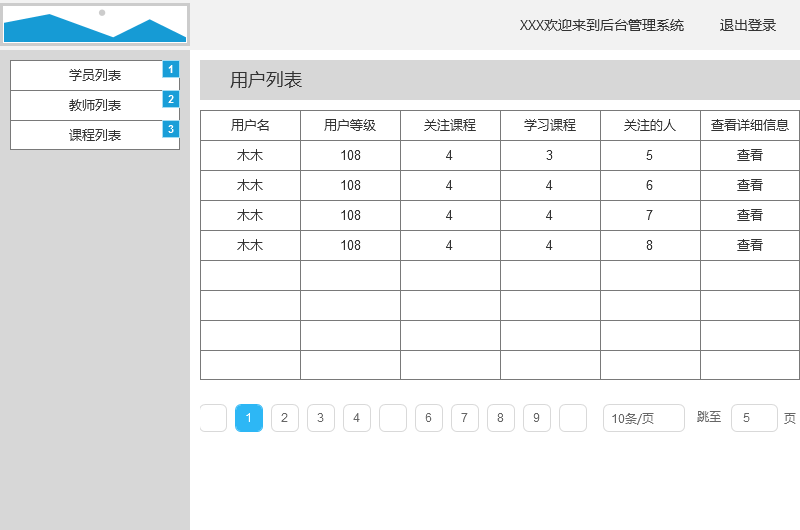 XXX欢迎来到后台管理系统 退出登录
学员列表 1
教师列表 2
课程列表 3
用户列表
用户名 用户等级 关注课程 学习课程 关注的人 查看详细信息
木木 108 4 3 5 查看
木木 108 4 4 6 查看
木木 108 4 4 7 查看
木木 108 4 4 8 查看
1 2 3 4 6 7 8 9 10条/页 跳至 5 页